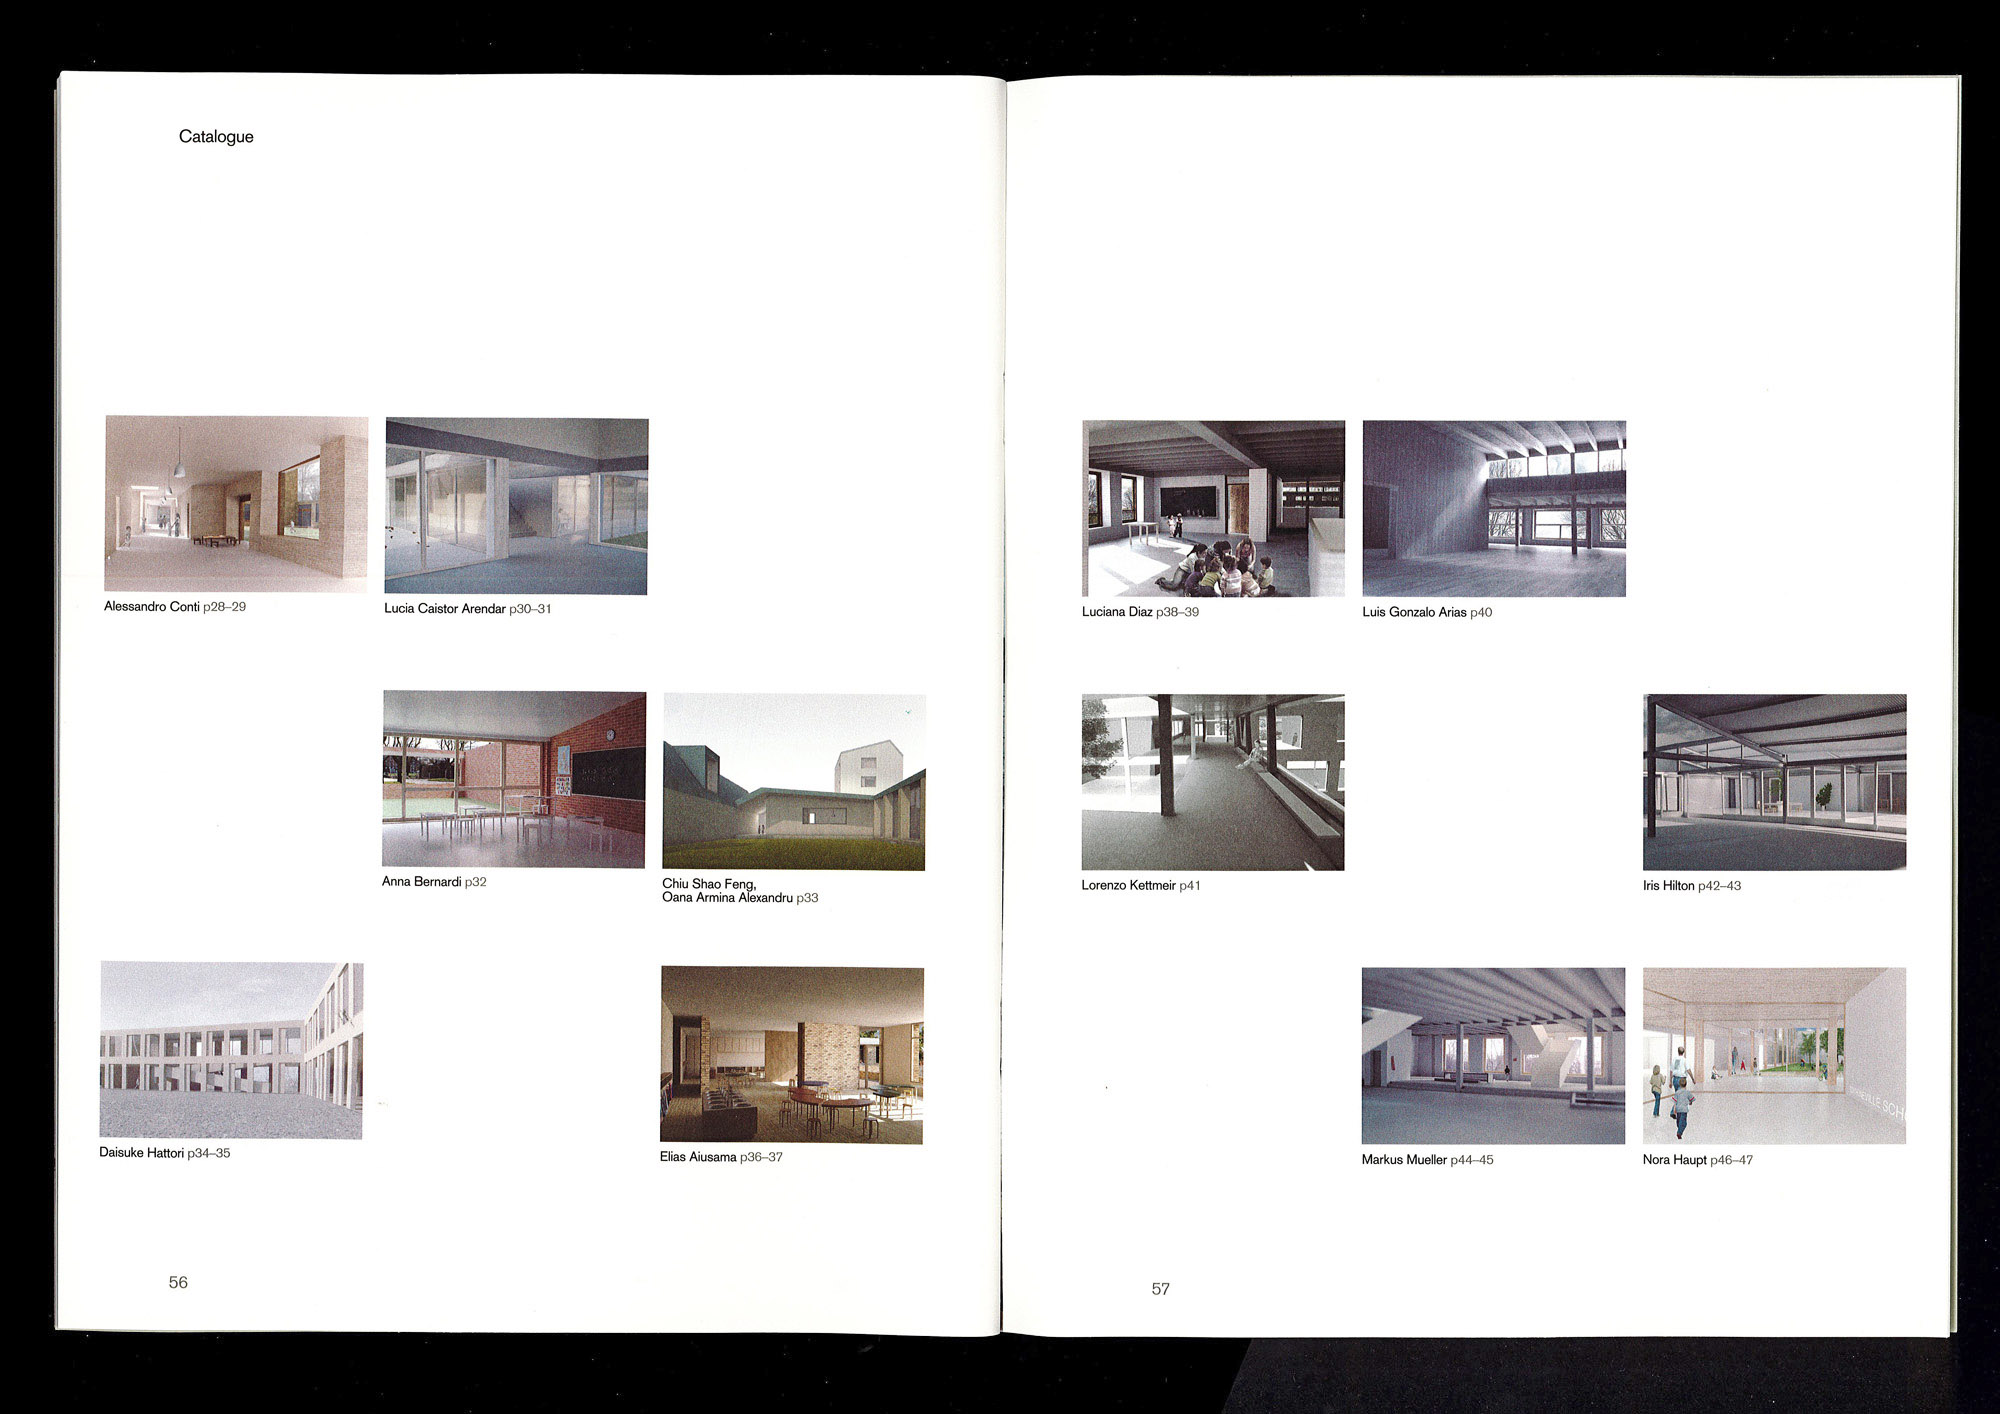 Catalogue
Alessandro Conti p28–29
Lucia Caistor Arendar p30–31
Anna Bernardi p32
Chiu Shao Feng,
Oana Armina Alexandru p33
Daisuke Hattori p34–35
Elias Aiusama p36–37
56
Luciana Diaz p38–39
Luis Gonzalo Arias p40
Lorenzo Kettmeir p41
Iris Hilton p42–43
Markus Mueller p44–45
Nora Haupt p46–47
57